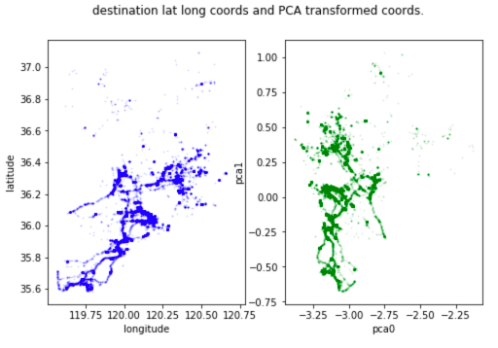 destination lat long coords and PCA transformed coords.
37.0
36.8
36.6
36.4
36.2
36.0
35.8
35.6
latitude
119.75 120.00 120.25 120.50 120.75
longitude
1.00
0.75
0.50
0.25
0.00
−0.25
−0.50
−0.75
pca1
−3.25 −3.00 −2.75 −2.50 −2.25
pca0